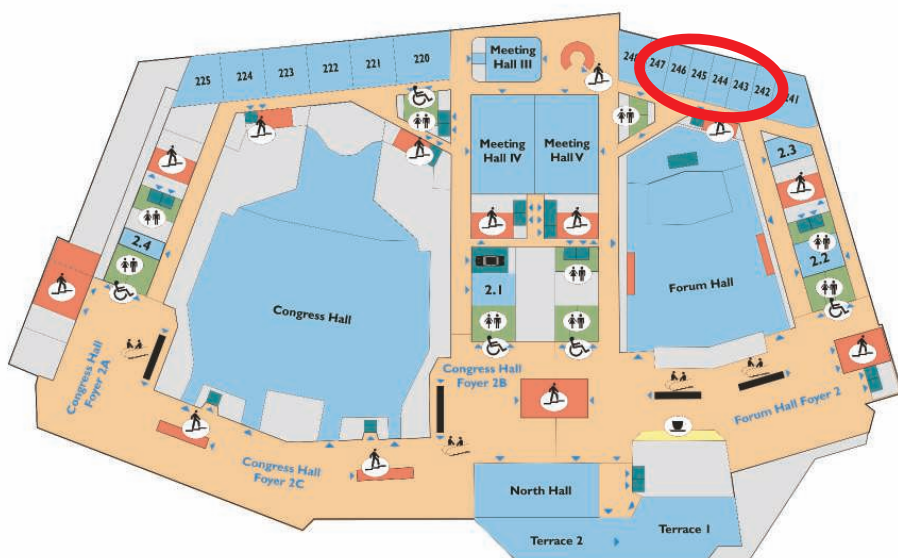 225
224
223
222
221
220
Meeting
Hall III
248
247
246
245
244
243
242
241
Meeting
Hall IV
Meeting
Hall V
2.3
2.4
2.2
2.1
Congress Hall
Forum Hall
Congress Hall
Foyer 2A
Congress Hall
Foyer 2B
Forum Hall Foyer 2
Congress Hall
Foyer 2C
North Hall
Terrace 2
Terrace 1